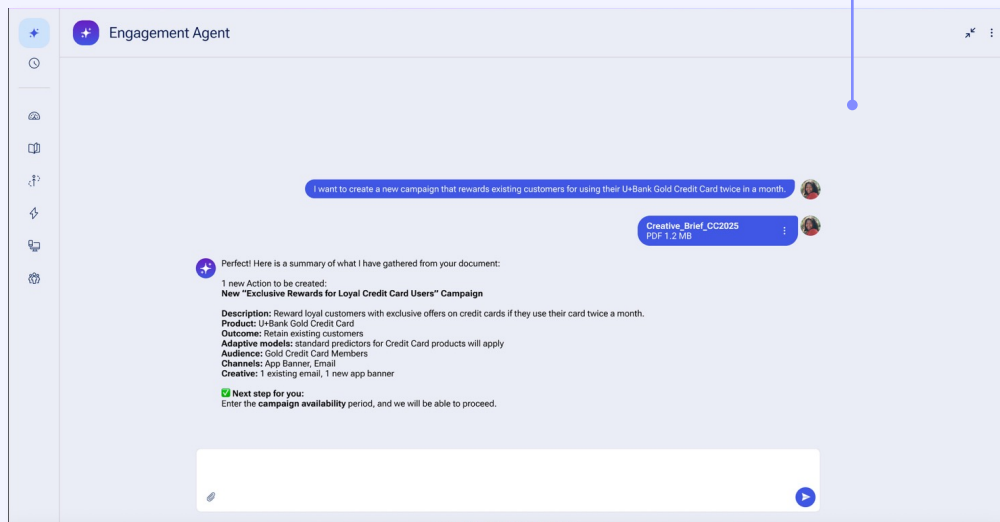 Engagement Agent
I want to create a new campaign that rewards existing customers for using their U+Bank Gold Credit Card twice in a month.
Creative_Brief_CC2025
PDF 1.2 MB
Perfect! Here is a summary of what I have gathered from your document:
1 new Action to be created:
New "Exclusive Rewards for Loyal Credit Card Users" Campaign
Description: Reward loyal customers with exclusive offers on credit cards if they use their card twice a month.
Product: U+Bank Gold Credit Card
Outcome: Retain existing customers
Adaptive models: standard predictors for Credit Card products will apply
Audience: Gold Credit Card Members
Channels: App Banner, Email
Creative: 1 existing email, 1 new app banner
✅ Next step for you:
Enter the campaign availability period, and we will be able to proceed.